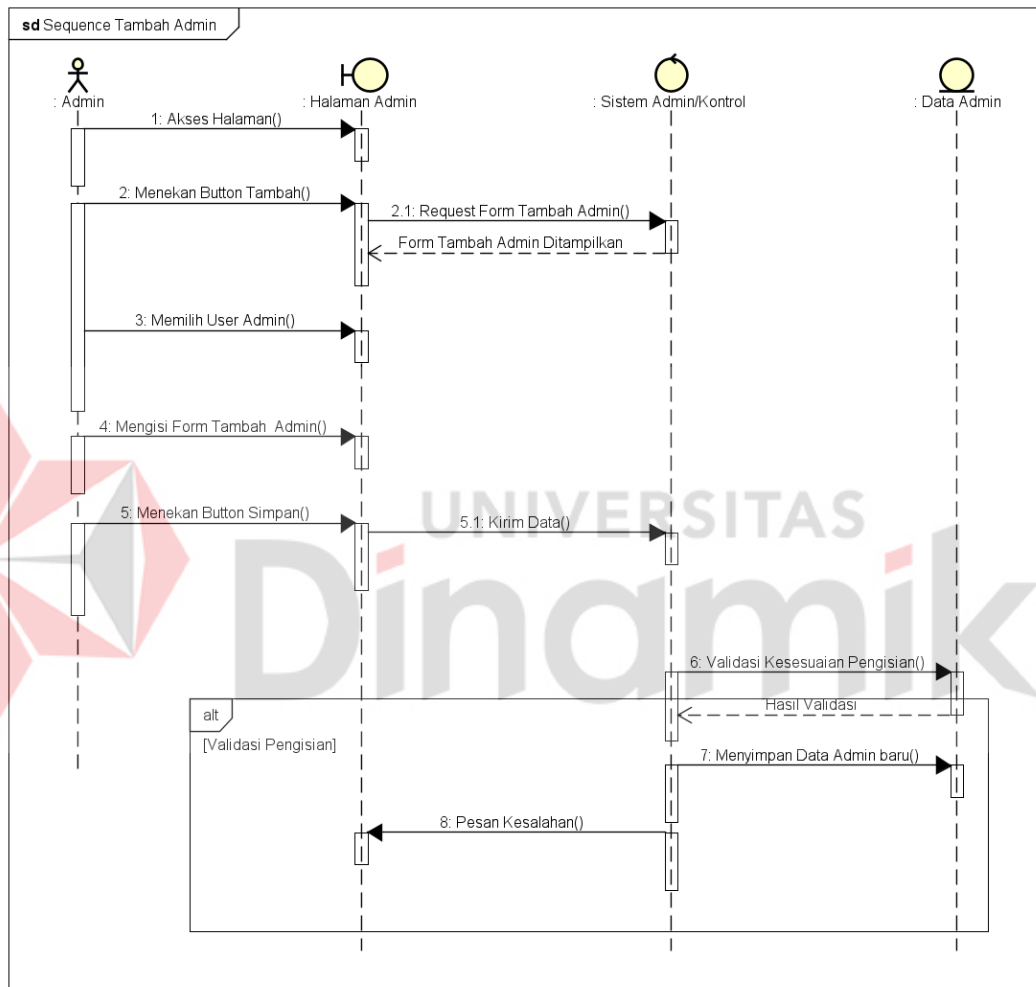 sd Sequence Tambah Admin
: Admin
: Halaman Admin
: Sistem Admin/Kontrol
: Data Admin
1: Akses Halaman()
2: Menekan Button Tambah()
2.1: Request Form Tambah Admin()
Form Tambah Admin Ditampilkan
3: Memilih User Admin()
4: Mengisi Form Tambah  Admin()
UNIVERSITAS
Dinamika
5: Menekan Button Simpan()
5.1: Kirim Data()
6: Validasi Kesesuaian Pengisian()
Hasil Validasi
alt
[Validasi Pengisian]
7: Menyimpan Data Admin baru()
8: Pesan Kesalahan()